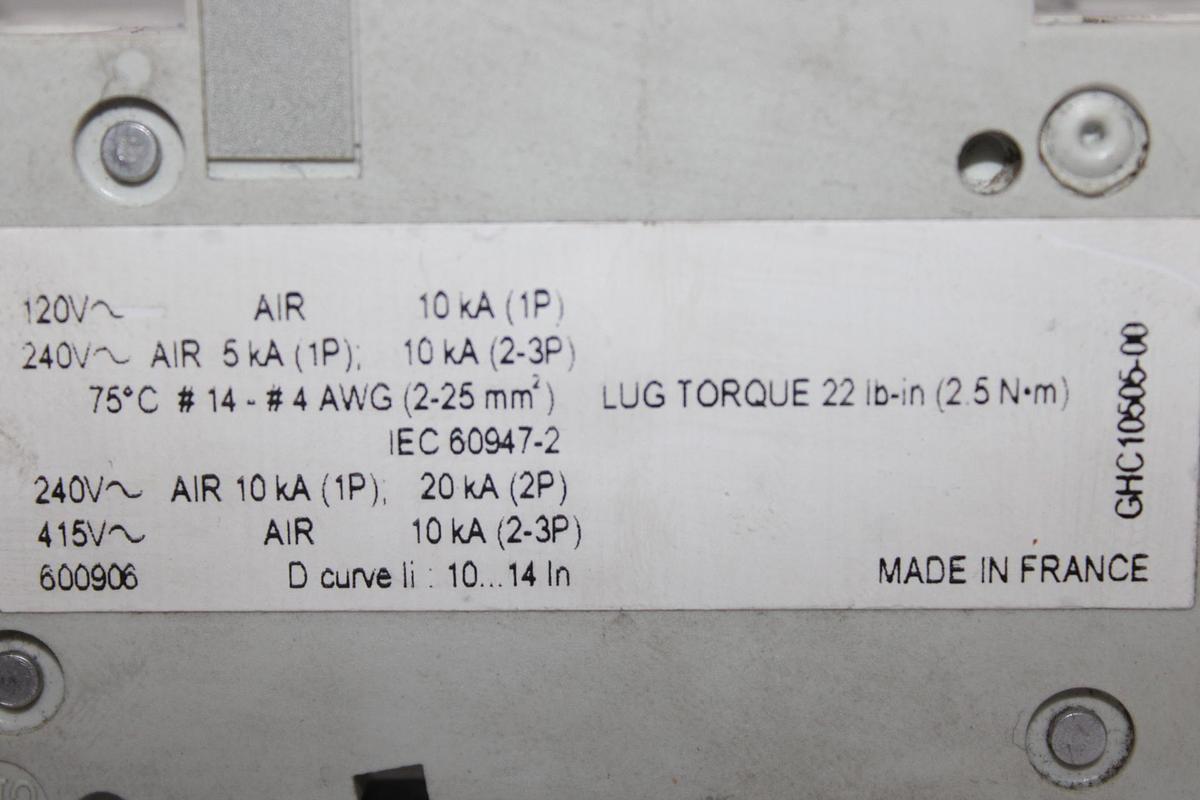 120V～ AIR 10 kA (1P)
240V～ AIR 5 kA (1P); 10 kA (2-3P)
75°C # 14 - # 4 AWG (2-25 mm²) LUG TORQUE 22 lb-in (2.5 N•m)
IEC 60947-2
240V～ AIR 10 kA (1P); 20 kA (2P)
415V～ AIR 10 kA (2-3P)
600906 D curve Ii : 10...14 In
MADE IN FRANCE
GHC10505-00